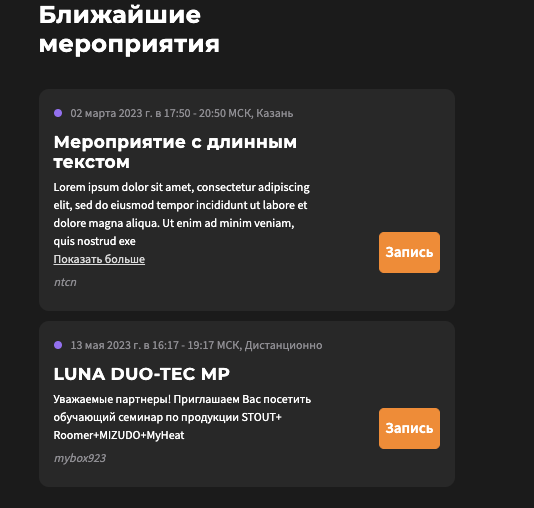 Ближайшие
мероприятия
02 марта 2023 г. в 17:50 - 20:50 МСК, Казань
Мероприятие с длинным
текстом
Lorem ipsum dolor sit amet, consectetur adipiscing
elit, sed do eiusmod tempor incididunt ut labore et
dolore magna aliqua. Ut enim ad minim veniam,
quis nostrud exe
Показать больше
Запись
ntcn
13 мая 2023 г. в 16:17 - 19:17 МСК, Дистанционно
LUNA DUO-TEC MP
Уважаемые партнеры! Приглашаем Вас посетить
обучающий семинар по продукции STOUT+
Roomer+MIZUDO+MyHeat
Запись
mybox923